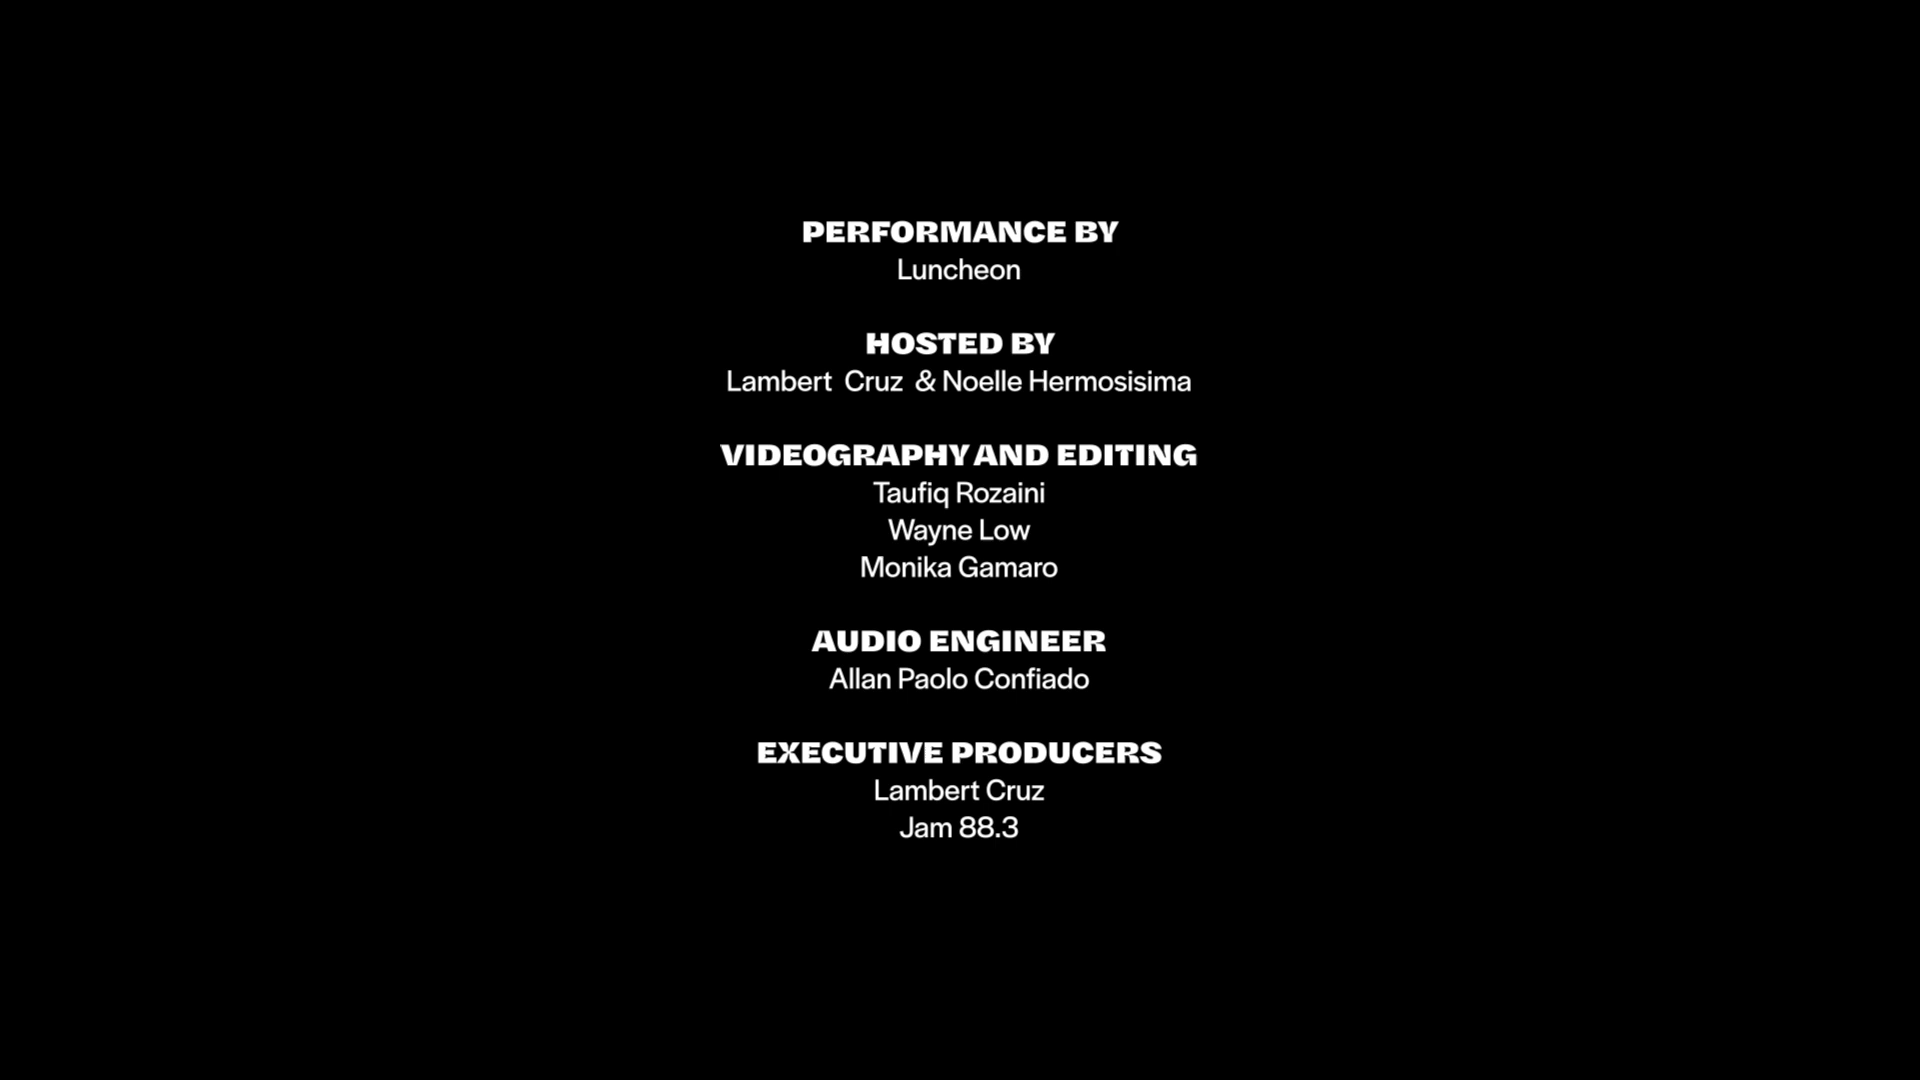 PERFORMANCE BY
Luncheon
HOSTED BY
Lambert Cruz & Noelle Hermosisima
VIDEOGRAPHY AND EDITING
Taufiq Rozaini
Wayne Low
Monika Gamaro
AUDIO ENGINEER
Allan Paolo Confiado
EXECUTIVE PRODUCERS
Lambert Cruz
Jam 88.3